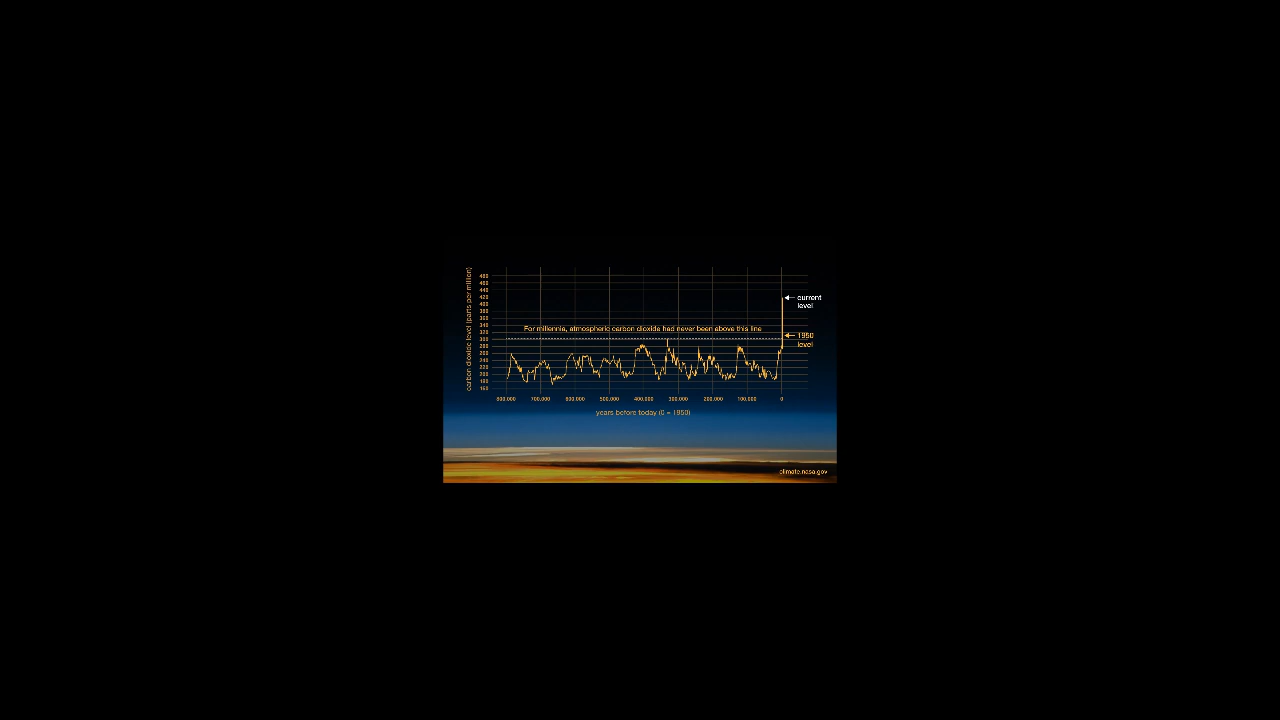 carbon dioxide level (parts per million)
480
460
440
420
400
380
360
340
320
300
280
260
240
220
200
180
160
For millennia, atmospheric carbon dioxide had never been above this line
current
level
1950
level
800,000 700,000 600,000 500,000 400,000 300,000 200,000 100,000 0
years before today (0 = 1950)
climate.nasa.gov